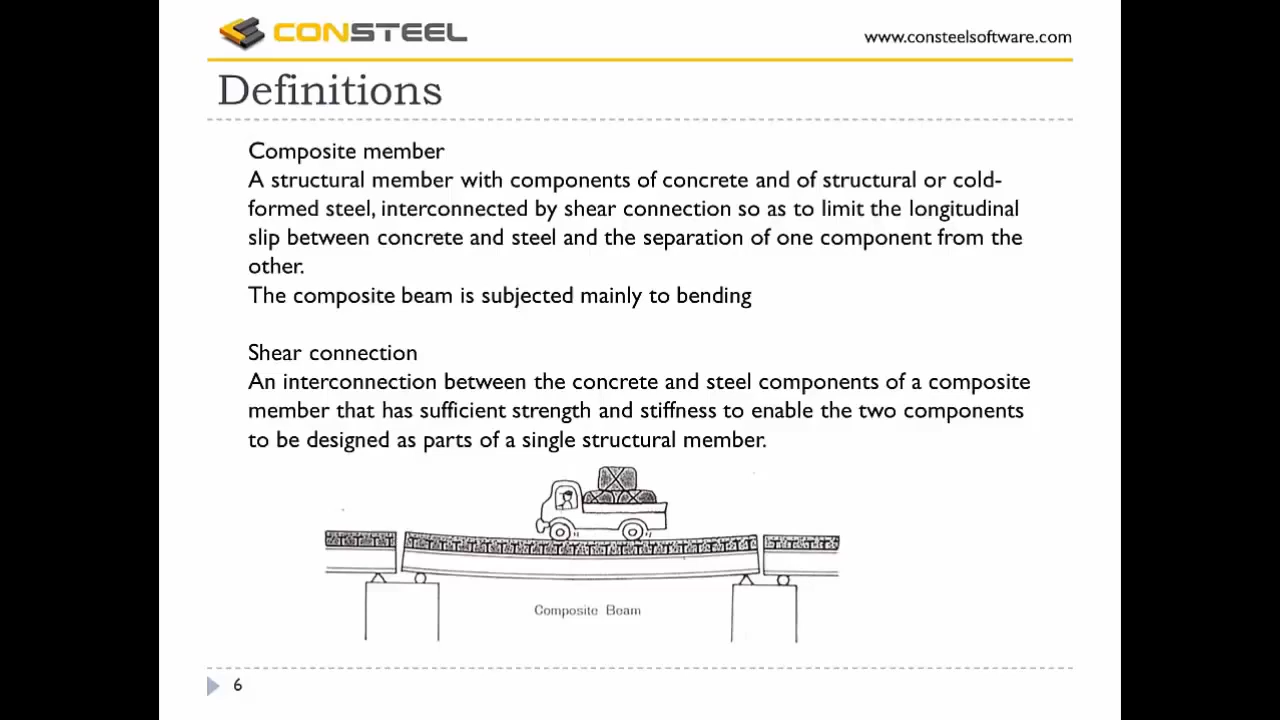 CONSTEEL
www.consteelsoftware.com
Definitions
Composite member
A structural member with components of concrete and of structural or cold-
formed steel, interconnected by shear connection so as to limit the longitudinal
slip between concrete and steel and the separation of one component from the
other.
The composite beam is subjected mainly to bending
Shear connection
An interconnection between the concrete and steel components of a composite
member that has sufficient strength and stiffness to enable the two components
to be designed as parts of a single structural member.
Composite Beam
6